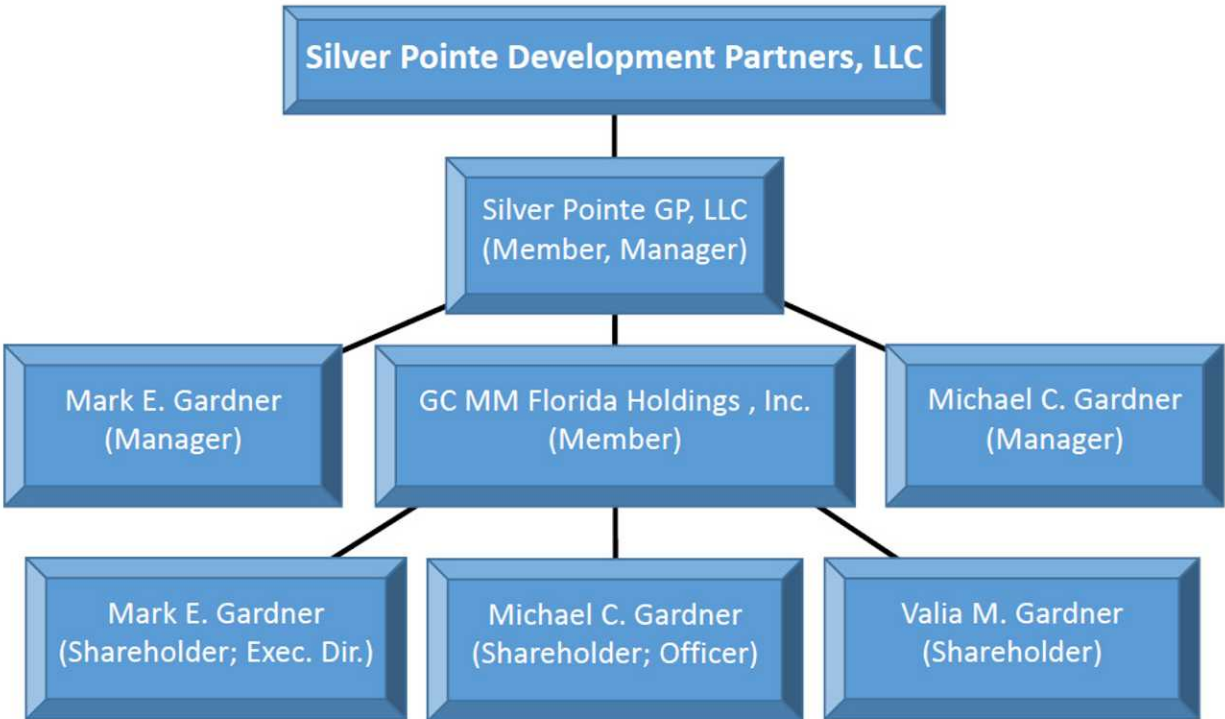 Silver Pointe Development Partners, LLC
Silver Pointe GP, LLC
(Member, Manager)
Mark E. Gardner
(Manager)
GC MM Florida Holdings , Inc.
(Member)
Michael C. Gardner
(Manager)
Mark E. Gardner
(Shareholder; Exec. Dir.)
Michael C. Gardner
(Shareholder; Officer)
Valia M. Gardner
(Shareholder)